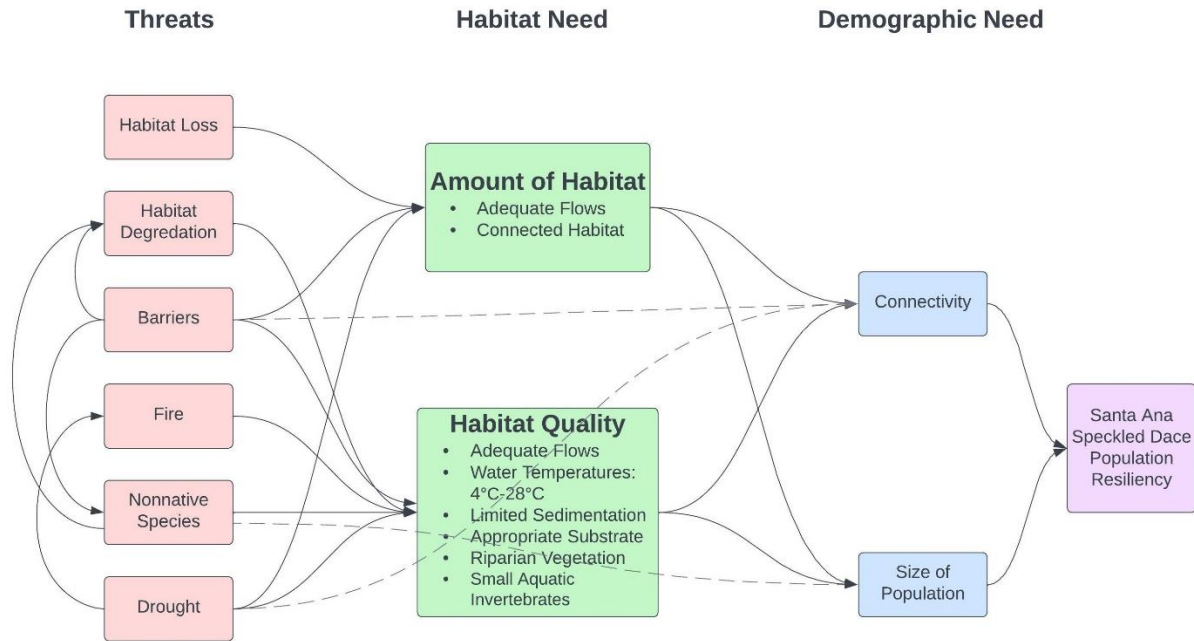 Threats
Habitat Need
Demographic Need
Habitat Loss
Habitat
Degredation
Barriers
Fire
Nonnative
Species
Drought
Amount of Habitat
• Adequate Flows
• Connected Habitat
Habitat Quality
• Adequate Flows
• Water Temperatures:
4°C-28°C
• Limited Sedimentation
• Appropriate Substrate
• Riparian Vegetation
• Small Aquatic
Invertebrates
Connectivity
Size of
Population
Santa Ana
Speckled Dace
Population
Resiliency